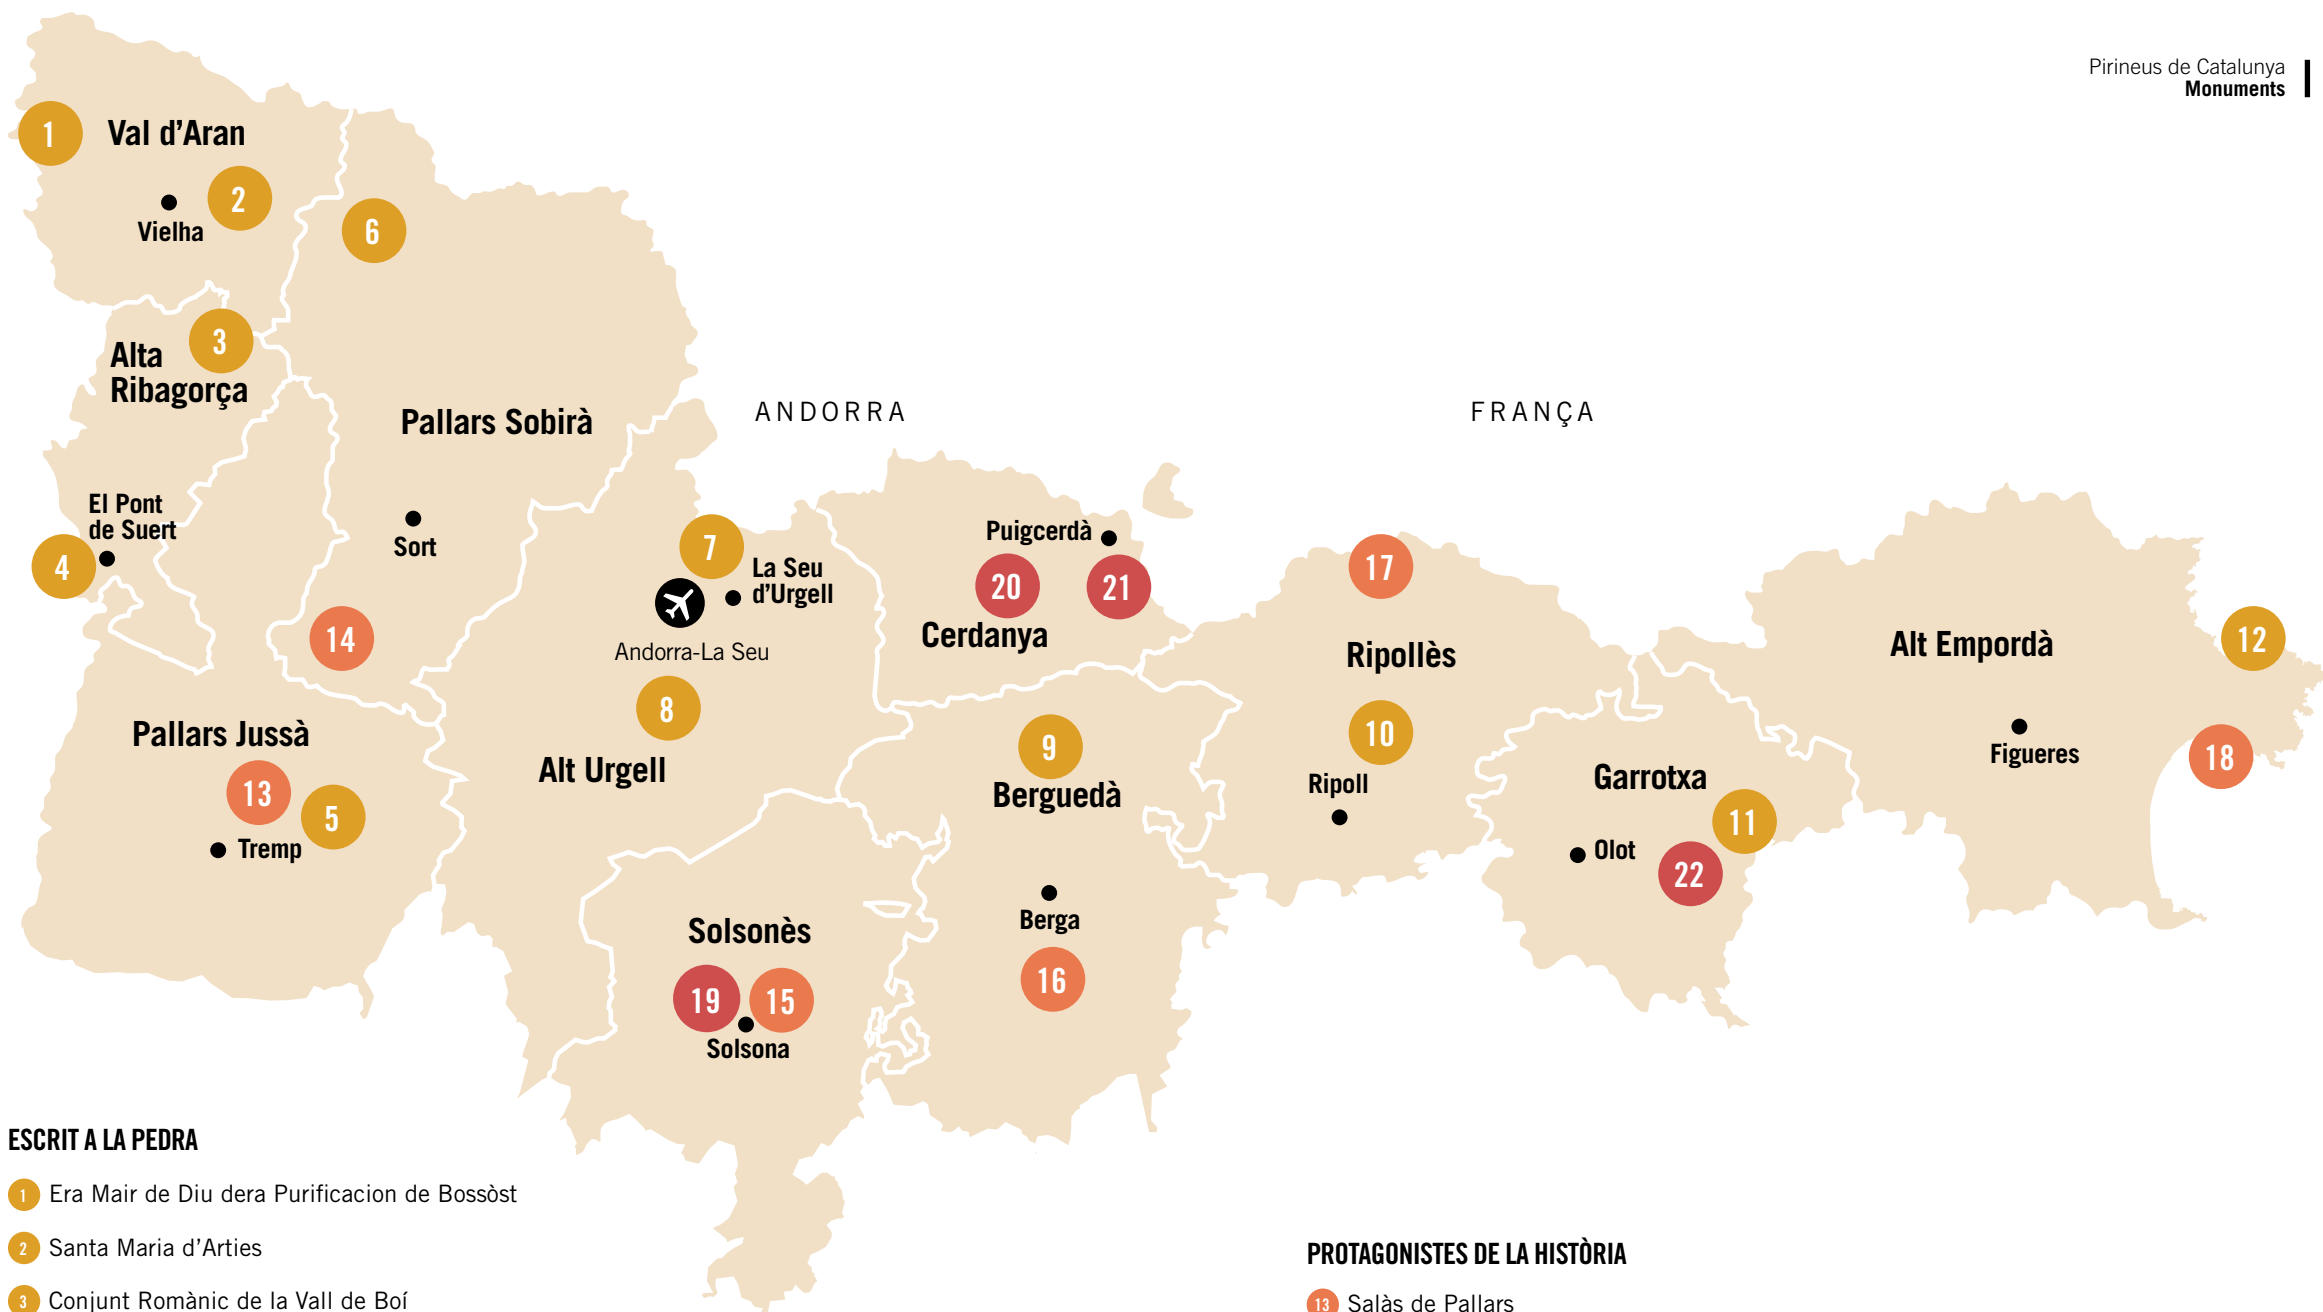 Pirineus de Catalunya
Monuments
1
Val d'Aran
2
Vielha
6
3
Alta
Ribagorça
Pallars Sobirà
ANDORRA
FRANÇA
El Pont
de Suert
4
Sort
7
La Seu
d'Urgell
Andorra-La Seu
Puigcerdà
20
21
Cerdanya
17
14
Ripollès
Alt Empordà
12
8
Pallars Jussà
13
5
Tremp
Alt Urgell
9
Berguedà
10
Ripoll
Garrotxa
11
Olot
22
Figueres
18
Berga
16
Solsonès
19
15
Solsona
ESCRIT A LA PEDRA
1 Era Mair de Diu dera Purificacion de Bossòst
2 Santa Maria d'Arties
3 Conjunt Romànic de la Vall de Boí
PROTAGONISTES DE LA HISTÒRIA
13 Salàs de Pallars